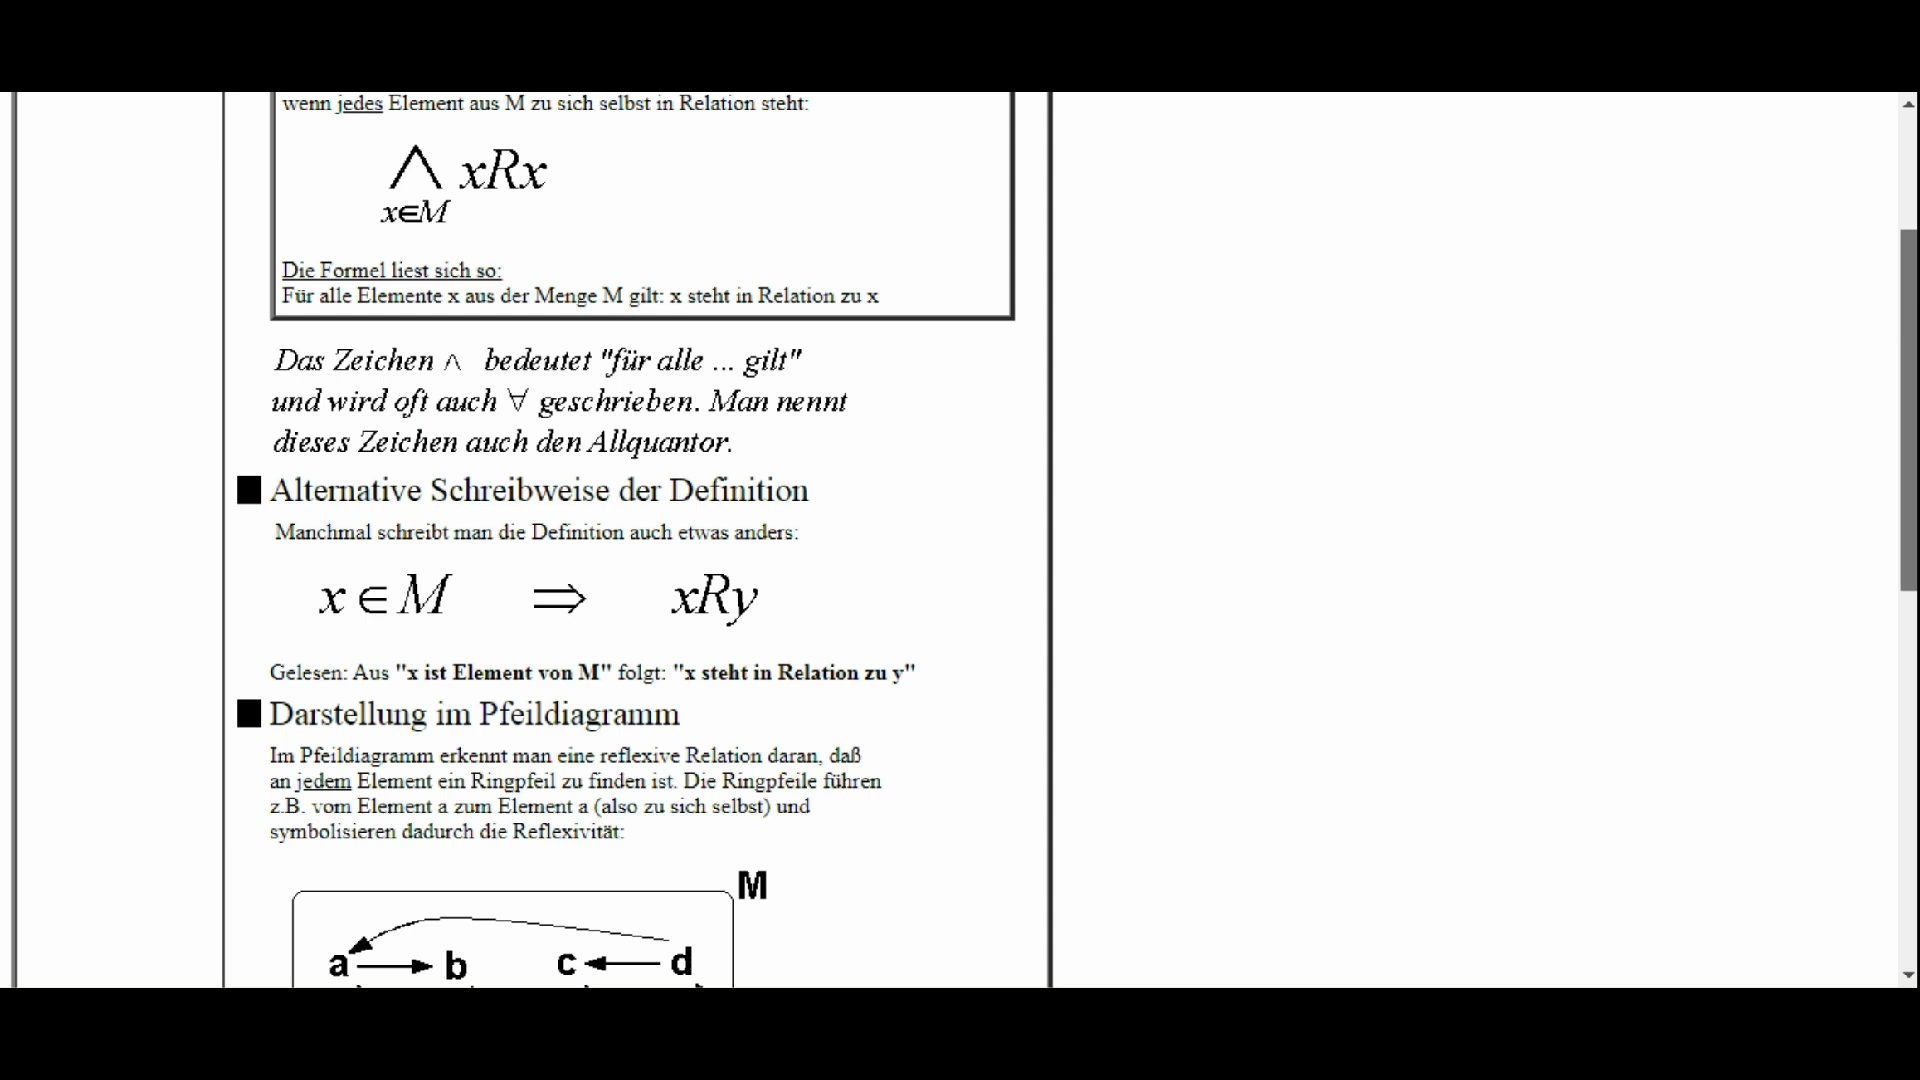 wenn jedes Element aus M zu sich selbst in Relation steht:
⋀ xRx
x∈M
Die Formel liest sich so:
Für alle Elemente x aus der Menge M gilt: x steht in Relation zu x
Das Zeichen ∧ bedeutet "für alle ... gilt"
und wird oft auch ∀ geschrieben. Man nennt
dieses Zeichen auch den Allquantor.
Alternative Schreibweise der Definition
Manchmal schreibt man die Definition auch etwas anders:
x ∈ M ⇒ xRy
Gelesen: Aus "x ist Element von M" folgt: "x steht in Relation zu y"
Darstellung im Pfeildiagramm
Im Pfeildiagramm erkennt man eine reflexive Relation daran, daß
an jedem Element ein Ringpfeil zu finden ist. Die Ringpfeile führen
z.B. vom Element a zum Element a (also zu sich selbst) und
symbolisieren dadurch die Reflexivität:
M
a b c d